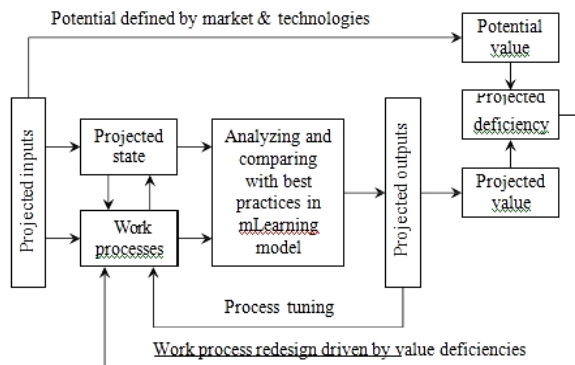 Potential defined by market & technologies
Potential
value
Projected
deficiency
Projected
value
Projected inputs
Projected
state
Work
processes
Analyzing and
comparing
with best
practices in
mLearning
model
Projected outputs
Process tuning
Work process redesign driven by value deficiencies